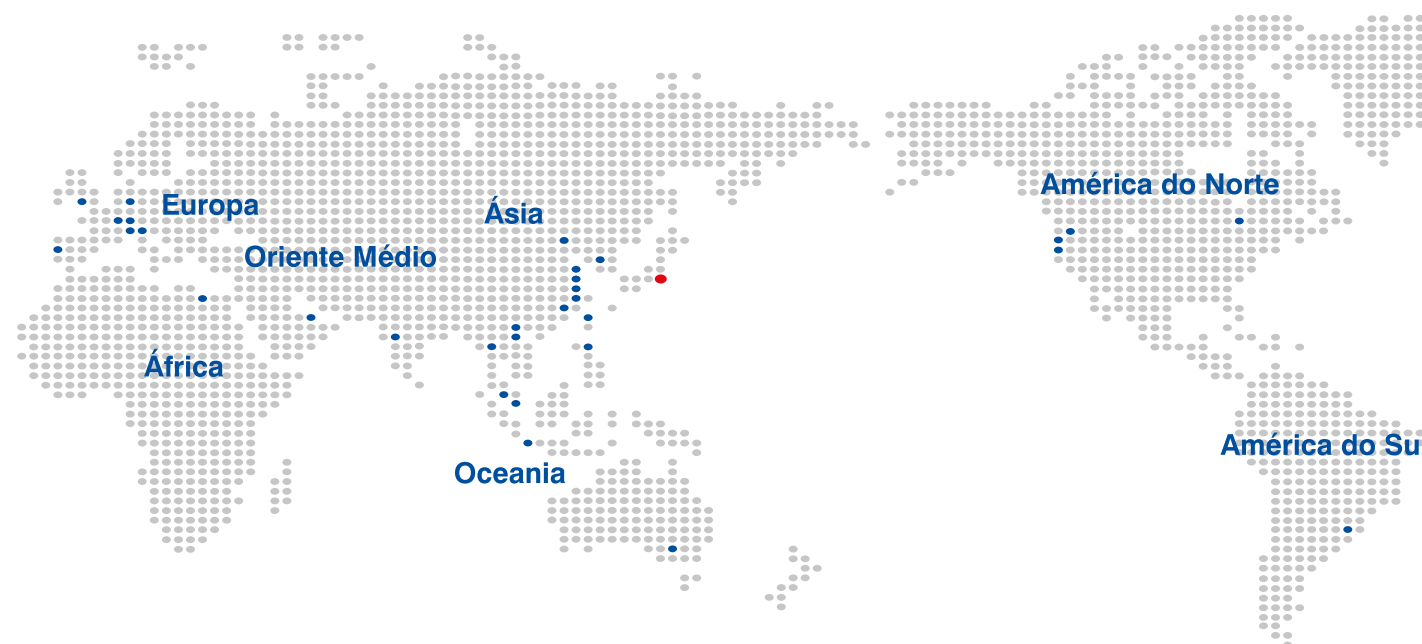 América do Norte
Europa
Ásia
Oriente Médio
África
América do Su
Oceania